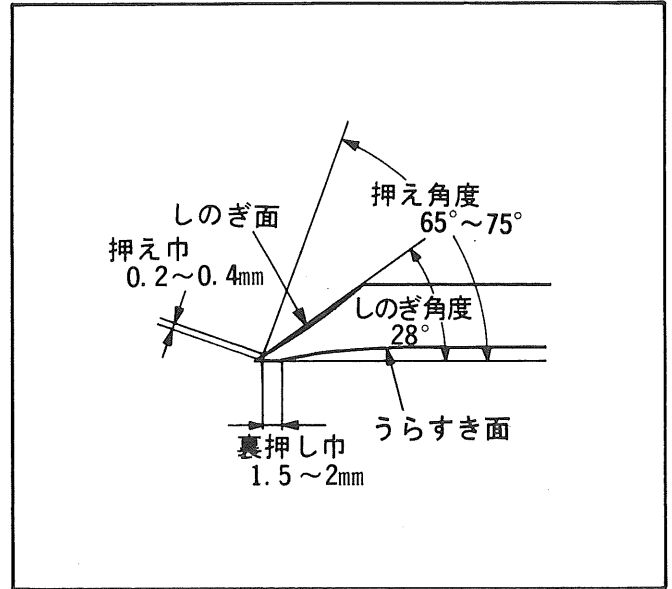 押え角度
65°～75°
しのぎ面
押え巾
0.2～0.4mm
しのぎ角度
28°
うらすき面
裏押し巾
1.5～2mm